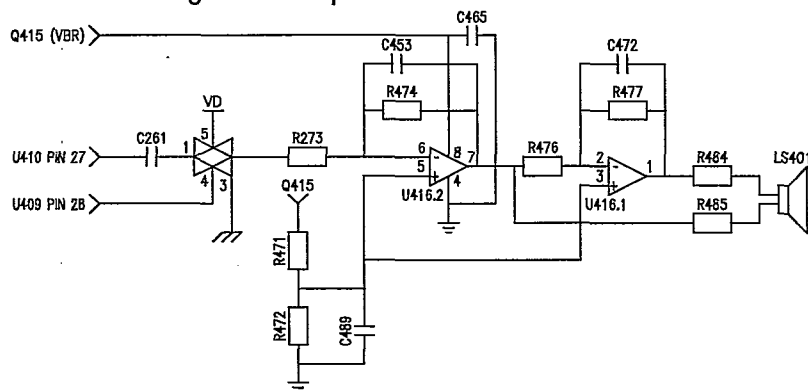 Q415 (VBR)
C465
C453
C472
R474
R477
VD
C261
R273
U410 PIN 27
1
5
4
3
6
5
8
7
4
R476
2
3
1
R484
LS401
U409 PIN 28
Q415
U416.2
U416.1
R485
R471
R472
C489